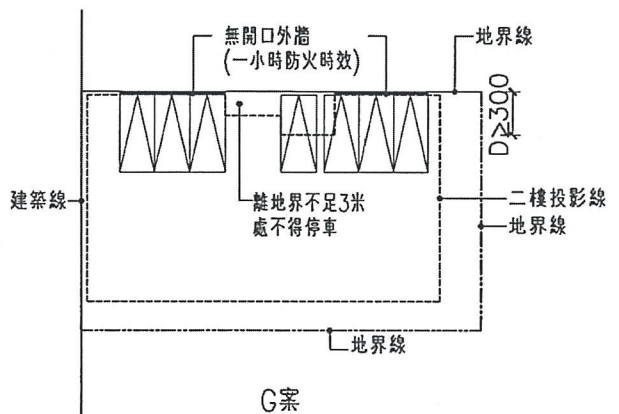 無開口外牆
(一小時防火時效)
地界線
D≥300
建築線
離地界不足3米
處不得停車
二樓投影線
地界線
地界線
G案